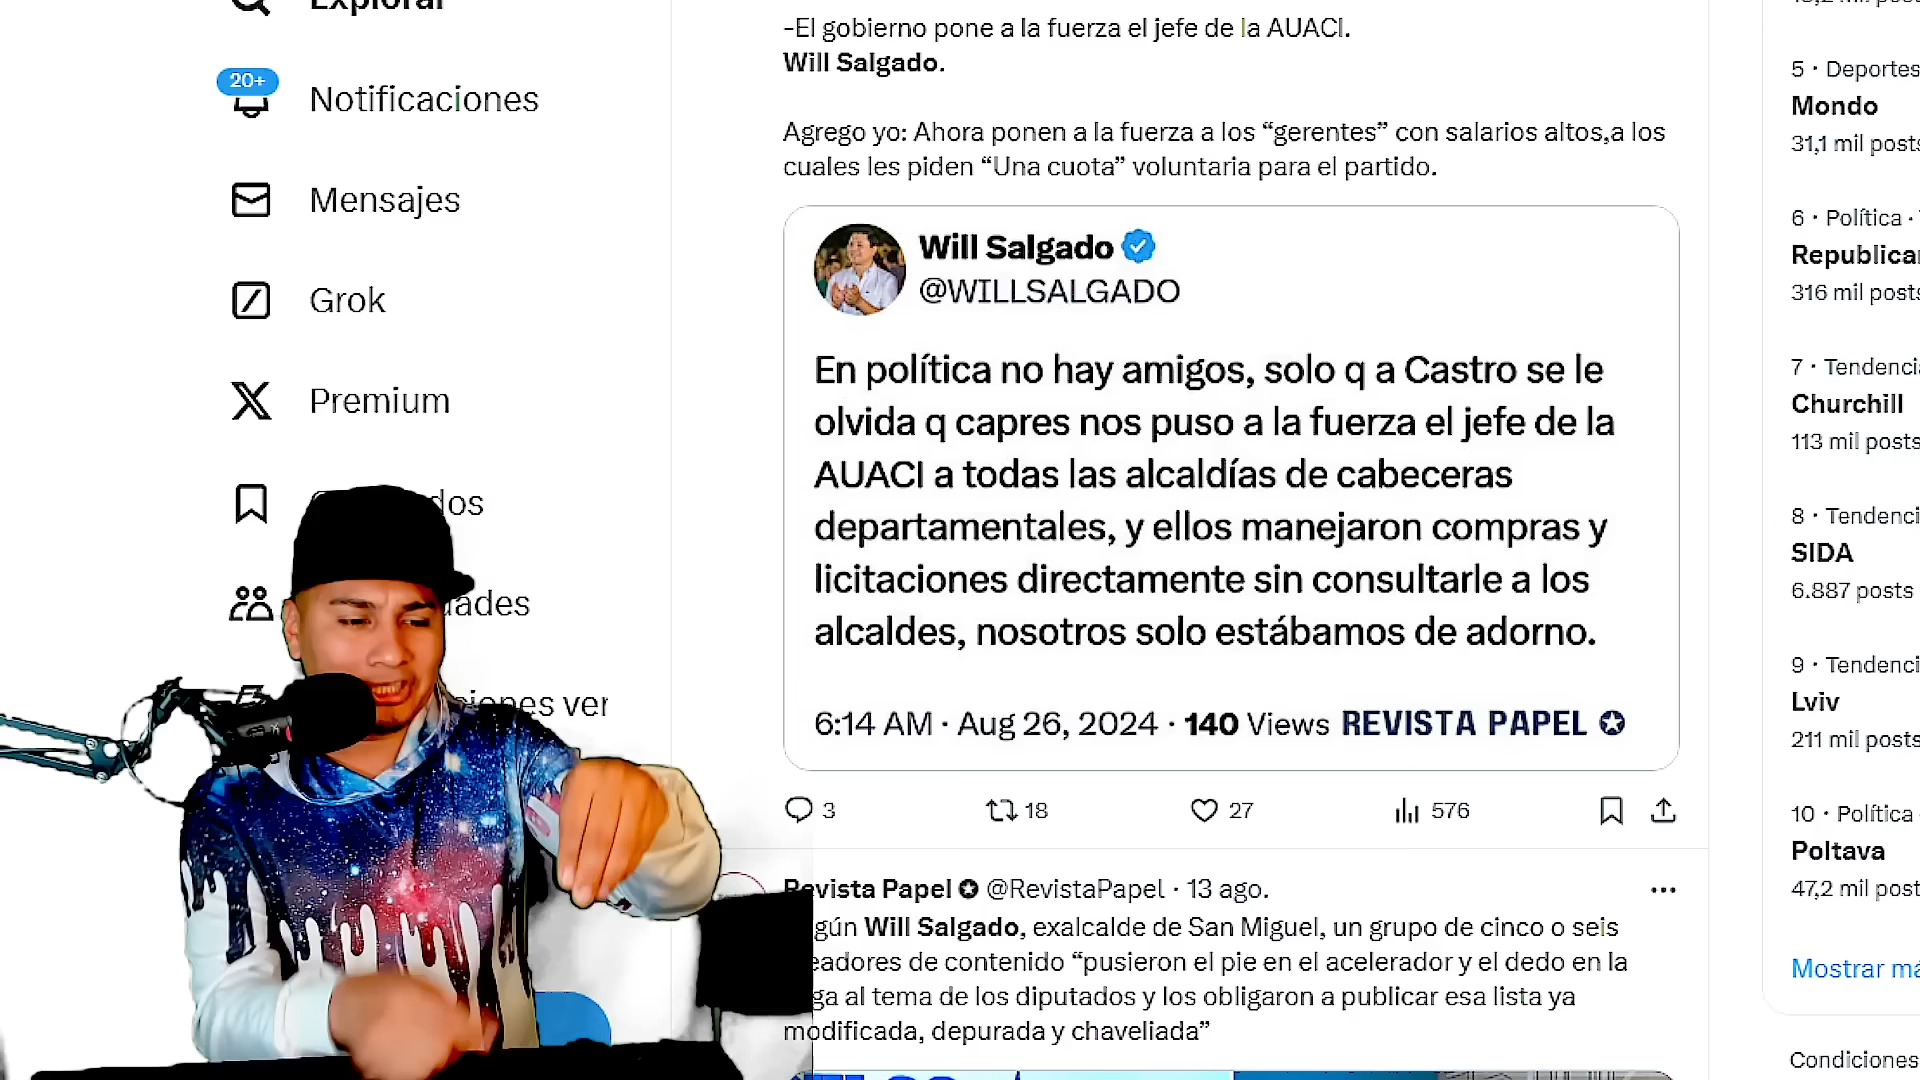 Explorar
20+
Notificaciones
Mensajes
Grok
Premium
dos
dades
ciones ver
-El gobierno pone a la fuerza el jefe de la AUACI.
Will Salgado.
Agrego yo: Ahora ponen a la fuerza a los “gerentes” con salarios altos,a los
cuales les piden “Una cuota” voluntaria para el partido.
Will Salgado
@WILLSALGADO
En política no hay amigos, solo q a Castro se le
olvida q capres nos puso a la fuerza el jefe de la
AUACI a todas las alcaldías de cabeceras
departamentales, y ellos manejaron compras y
licitaciones directamente sin consultarle a los
alcaldes, nosotros solo estábamos de adorno.
6:14 AM · Aug 26, 2024 · 140 Views REVISTA PAPEL
3
18
27
576
Revista Papel @RevistaPapel · 13 ago.
gún Will Salgado, exalcalde de San Miguel, un grupo de cinco o seis
eadores de contenido “pusieron el pie en el acelerador y el dedo en la
ga al tema de los diputados y los obligaron a publicar esa lista ya
modificada, depurada y chaveliada”
5 · Deportes
Mondo
31,1 mil posts
6 · Política ·
Republica
316 mil posts
7 · Tendenci
Churchill
113 mil posts
8 · Tendenci
SIDA
6.887 posts
9 · Tendenci
Lviv
211 mil posts
10 · Política
Poltava
47,2 mil post
Mostrar má
Condiciones